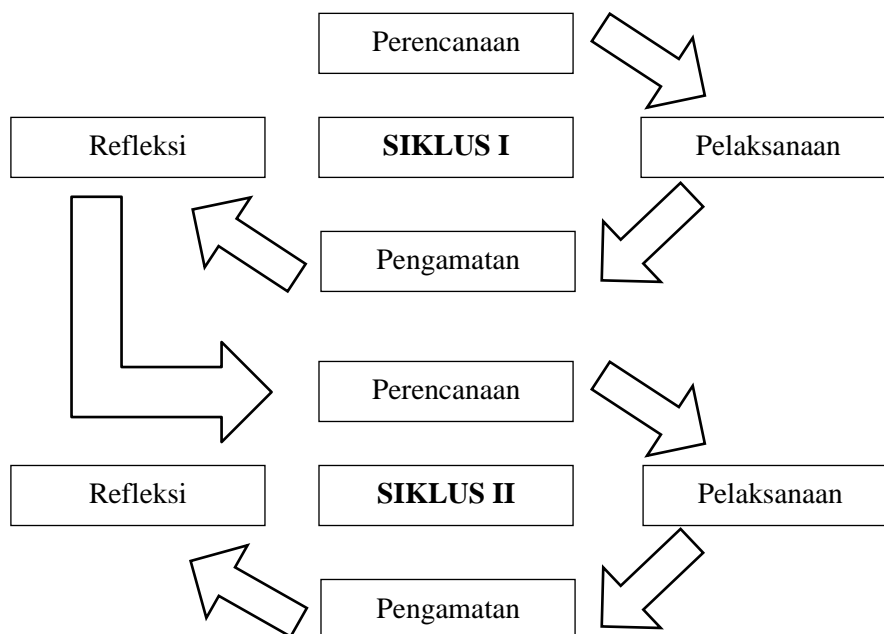 Perencanaan
Refleksi
SIKLUS I
Pelaksanaan
Pengamatan
Perencanaan
Refleksi
SIKLUS II
Pelaksanaan
Pengamatan